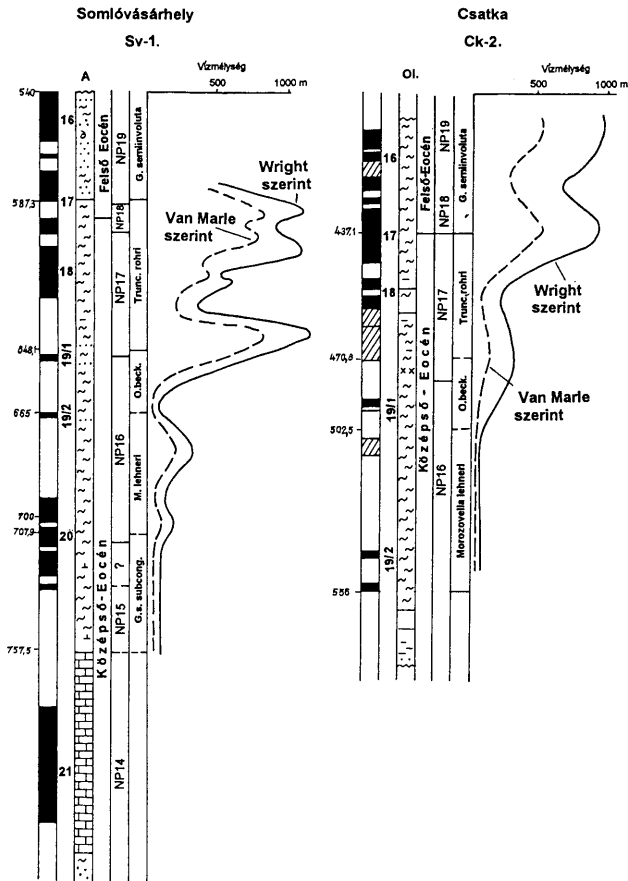 Somlóvásárhely
Sv-1.
A
Vízmélység
500
1000 m
540
587,3
648,1
665
700
707,9
757,5
16
17
18
19/1
19/2
20
21
Felső Eocén
Középső-Eocén
NP19
NP18
NP17
NP16
?
NP15
NP14
G. semiinvoluta
Trunc. rohri
O.beck.
M. lehneri
G.s. subcong.
Wright
szerint
Van Marle
szerint
Csatka
Ck-2.
Ol.
Vízmélység
500
1000 m
437,1
470,8
502,5
556
16
17
18
19/1
19/2
Felső-Eocén
Középső-Eocén
NP19
NP18
NP17
NP16
G. semiinvoluta
Trunc. rohri
O.beck.
Morozovella lehneri
Wright
szerint
Van Marle
szerint